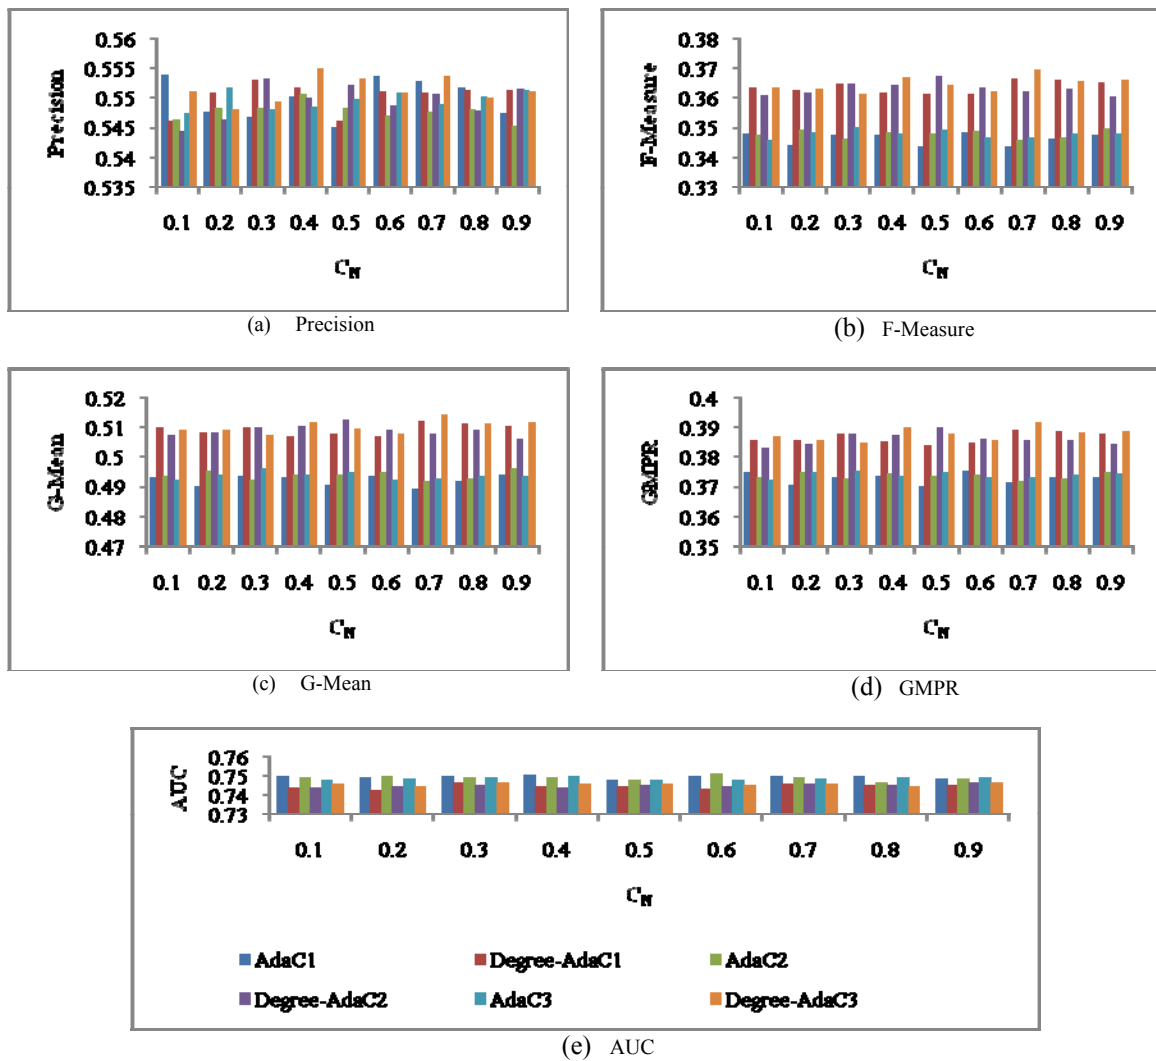 0.56
0.555
0.55
0.545
0.54
0.535
Precision
0.1 0.2 0.3 0.4 0.5 0.6 0.7 0.8 0.9
C_N
(a) Precision
0.38
0.37
0.36
0.35
0.34
0.33
F-Measure
0.1 0.2 0.3 0.4 0.5 0.6 0.7 0.8 0.9
C_N
(b) F-Measure
0.52
0.51
0.5
0.49
0.48
0.47
G-Mean
0.1 0.2 0.3 0.4 0.5 0.6 0.7 0.8 0.9
C_N
(c) G-Mean
0.4
0.39
0.38
0.37
0.36
0.35
GMPR
0.1 0.2 0.3 0.4 0.5 0.6 0.7 0.8 0.9
C_N
(d) GMPR
0.76
0.75
0.74
0.73
AUC
0.1 0.2 0.3 0.4 0.5 0.6 0.7 0.8 0.9
C_N
AdaC1 Degree-AdaC1 AdaC2
Degree-AdaC2 AdaC3 Degree-AdaC3
(e) AUC